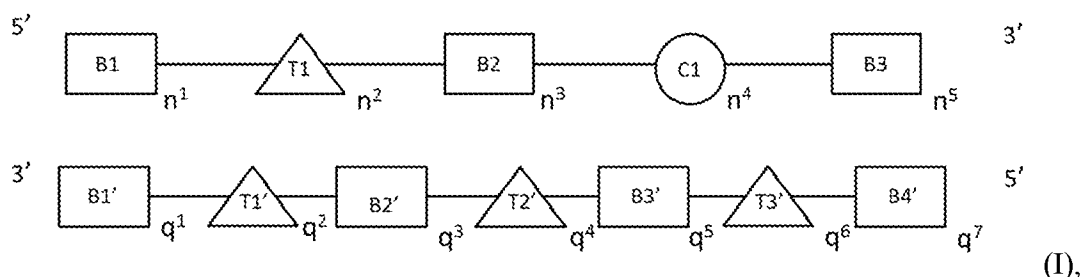 5’ 3’
B1 T1 B2 C1 B3
n¹ n² n³ n⁴ n⁵
3’ 5’
B1’ T1’ B2’ T2’ B3’ T3’ B4’
q¹ q² q³ q⁴ q⁵ q⁶ q⁷
(I),